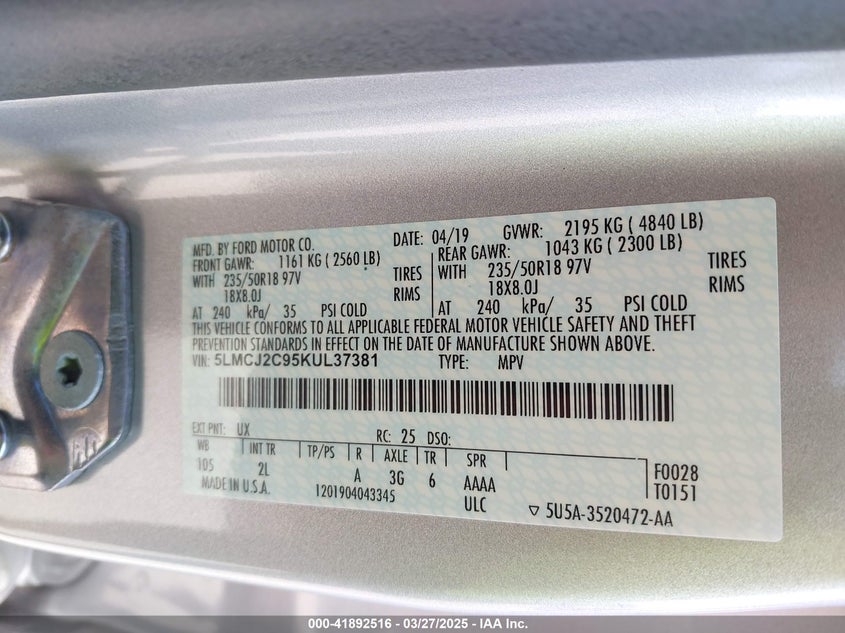 MFD. BY FORD MOTOR CO.
DATE: 04/19 GVWR: 2195 KG ( 4840 LB)
FRONT GAWR: 1161 KG ( 2560 LB)
REAR GAWR: 1043 KG ( 2300 LB)
WITH 235/50R18 97V TIRES
WITH 235/50R18 97V TIRES
18X8.0J RIMS
18X8.0J RIMS
AT 240 kPa/ 35 PSI COLD
AT 240 kPa/ 35 PSI COLD
THIS VEHICLE CONFORMS TO ALL APPLICABLE FEDERAL MOTOR VEHICLE SAFETY AND THEFT
PREVENTION STANDARDS IN EFFECT ON THE DATE OF MANUFACTURE SHOWN ABOVE.
VIN: 5LMCJ2C95KUL37381 TYPE: MPV
EXT PNT: UX RC: 25 DSO:
WB INT TR TP/PS R AXLE TR SPR
105 2L A 3G 6 AAAA
ULC
F0028
T0151
MADE IN U.S.A. 1201904043345
▽ 5U5A-3520472-AA
000-41892516 - 03/27/2025 - IAA Inc.